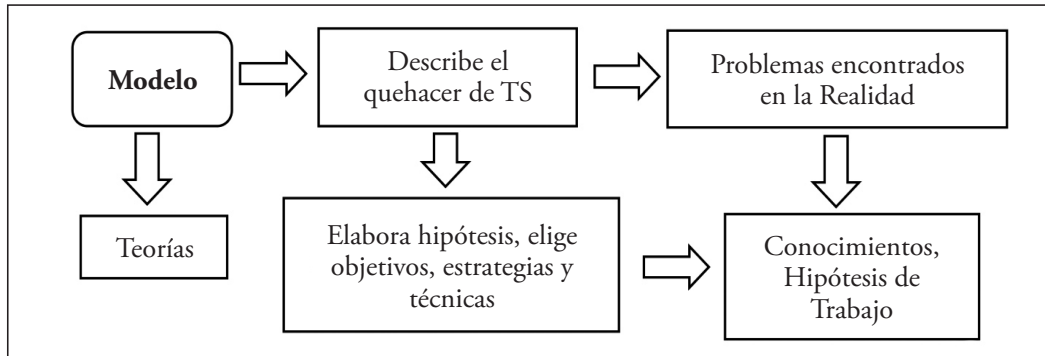 Modelo
Describe el
quehacer de TS
Problemas encontrados
en la Realidad
Teorías
Elabora hipótesis, elige
objetivos, estrategias y
técnicas
Conocimientos,
Hipótesis de
Trabajo